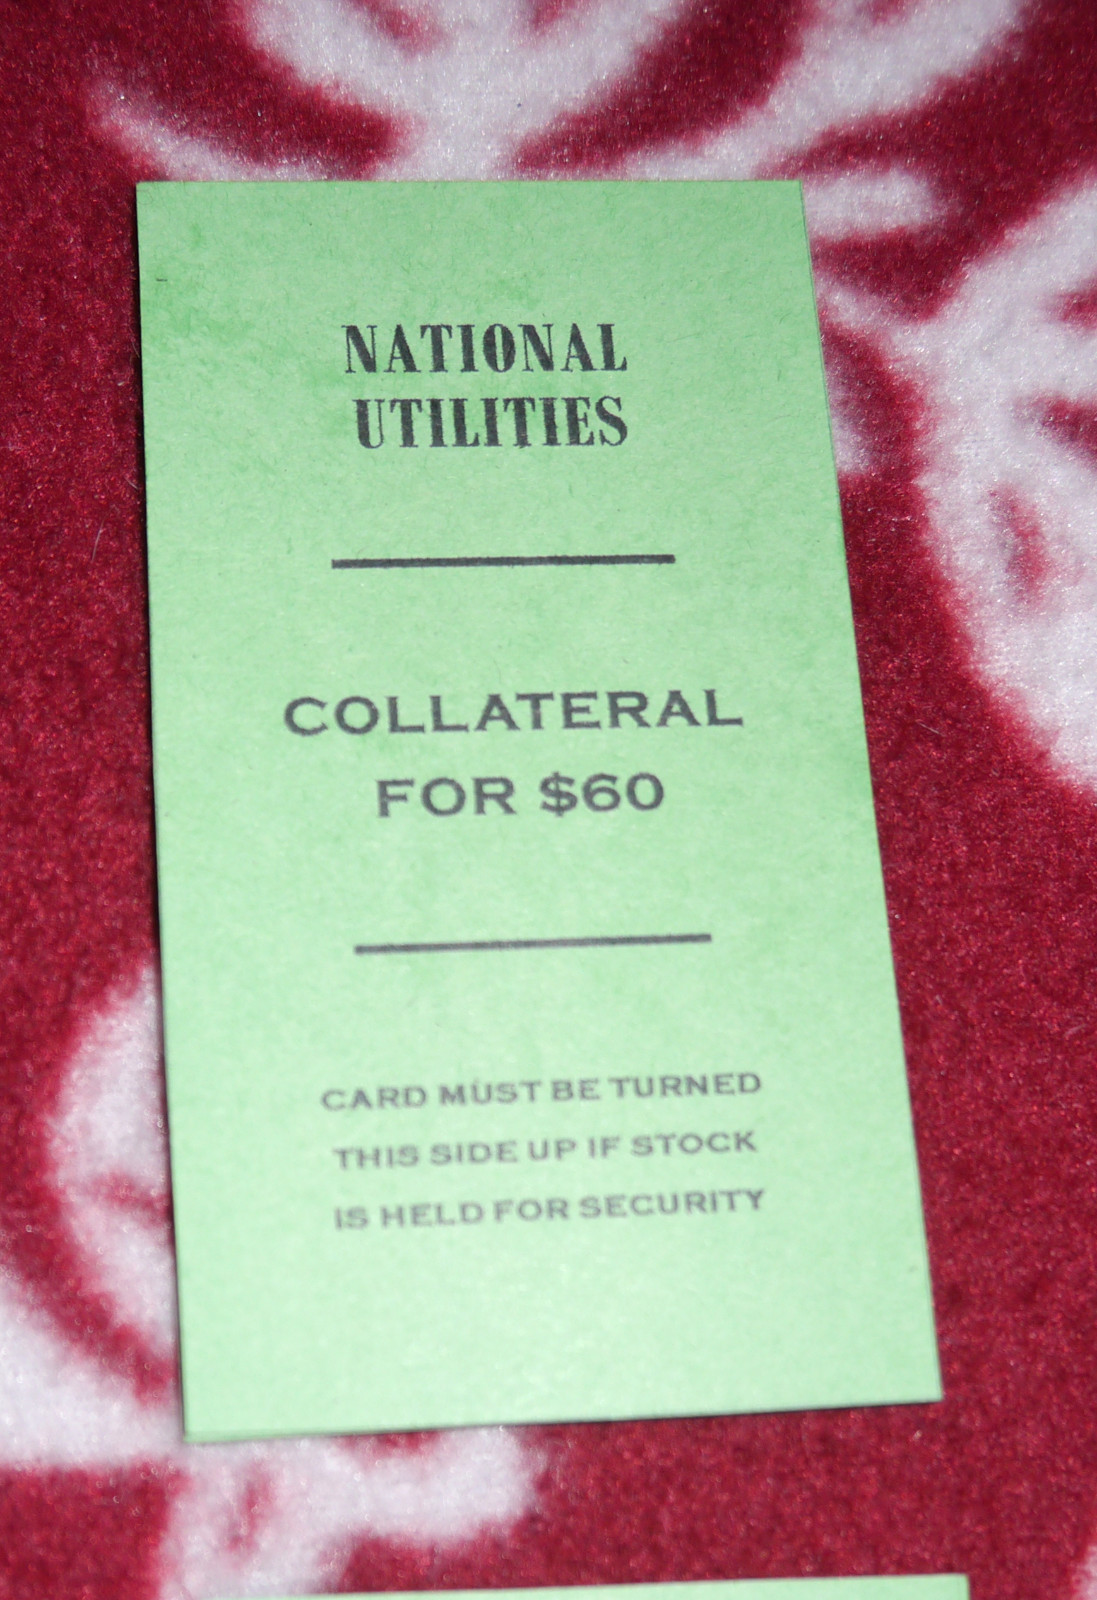 NATIONAL
UTILITIES
COLLATERAL
FOR $60
CARD MUST BE TURNED
THIS SIDE UP IF STOCK
IS HELD FOR SECURITY